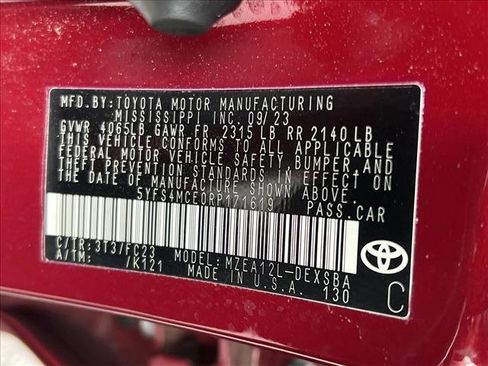 MFD. BY: TOYOTA MOTOR MANUFACTURING
MISSISSIPPI INC. 09/23
GVWR 4065LB GAWR FR 2315 LB RR 2140 LB
THIS VEHICLE CONFORMS TO ALL APPLICABLE
FEDERAL MOTOR VEHICLE SAFETY, BUMPER AND
THEFT PREVENTION STANDARDS IN EFFECT ON
THE DATE OF MANUFACTURE SHOWN ABOVE.
5YFS4MCE0RP171619 PASS.CAR
C/TR: 3T3/FC23 MODEL: MZEA12L-DEXSBA
A/TM: /K121 MADE IN U.S.A. 130
TOYOTA
C